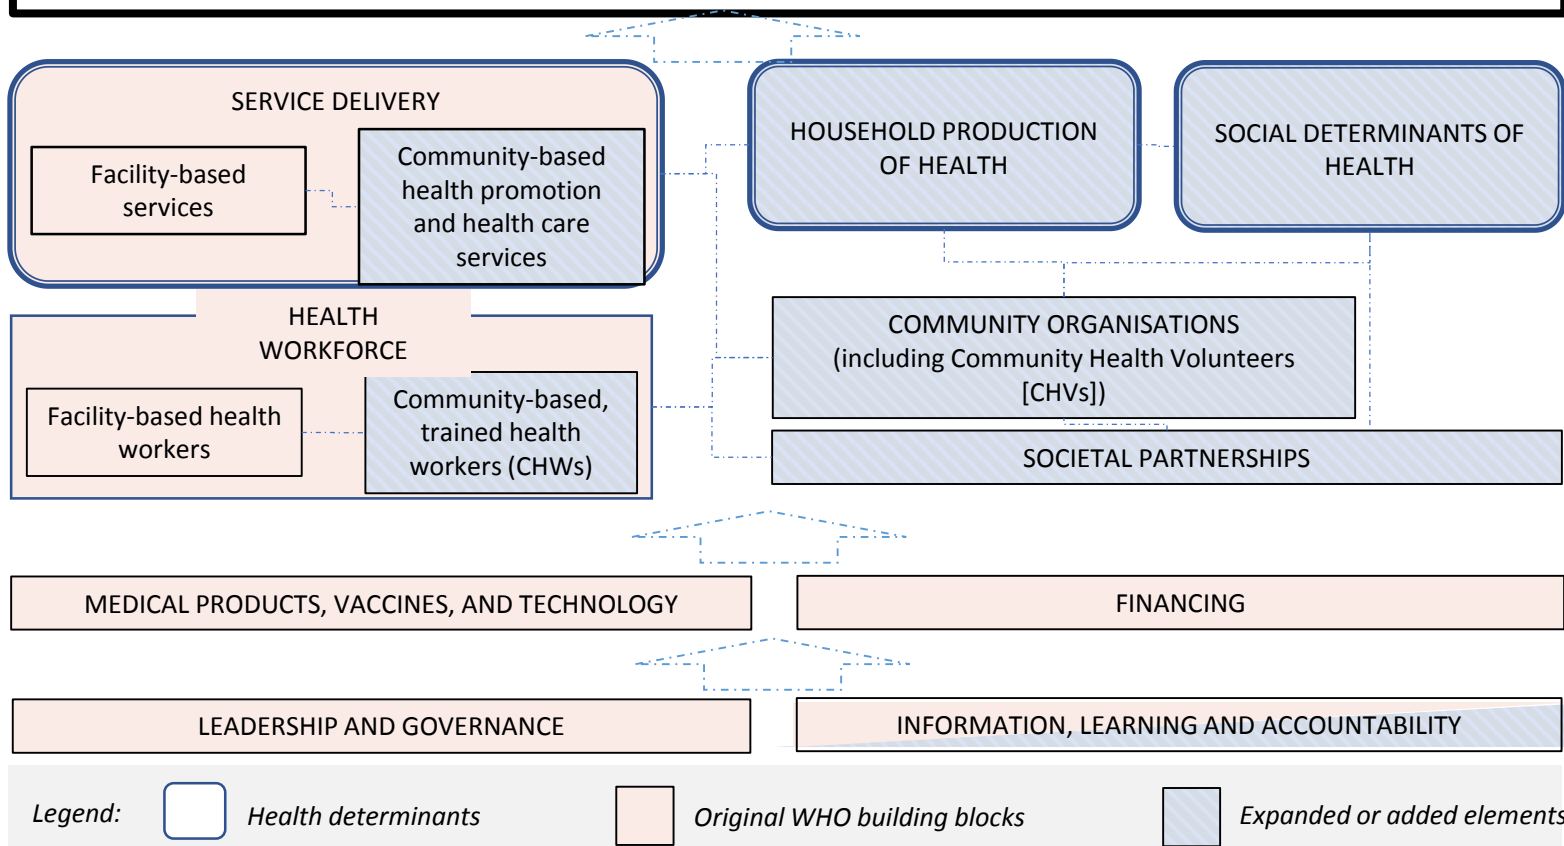 SERVICE DELIVERY
Facility-based
services
Community-based
health promotion
and health care
services
HOUSEHOLD PRODUCTION
OF HEALTH
SOCIAL DETERMINANTS OF
HEALTH
HEALTH
WORKFORCE
Facility-based health
workers
Community-based,
trained health
workers (CHWs)
COMMUNITY ORGANISATIONS
(including Community Health Volunteers
[CHVs])
SOCIETAL PARTNERSHIPS
MEDICAL PRODUCTS, VACCINES, AND TECHNOLOGY
FINANCING
LEADERSHIP AND GOVERNANCE
INFORMATION, LEARNING AND ACCOUNTABILITY
Legend:
Health determinants
Original WHO building blocks
Expanded or added elements